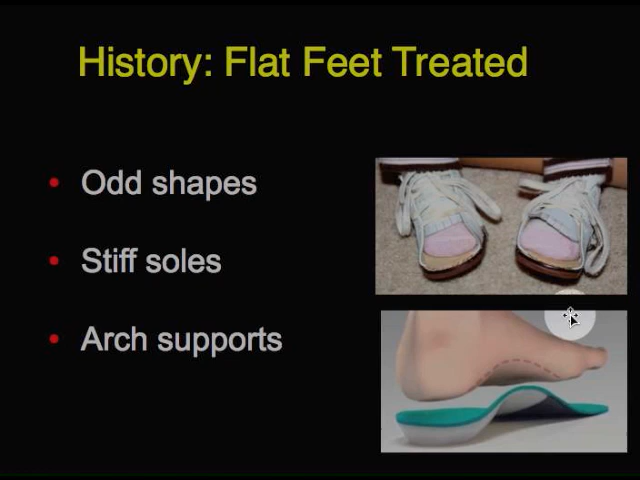 History: Flat Feet Treated
Odd shapes
Stiff soles
Arch supports